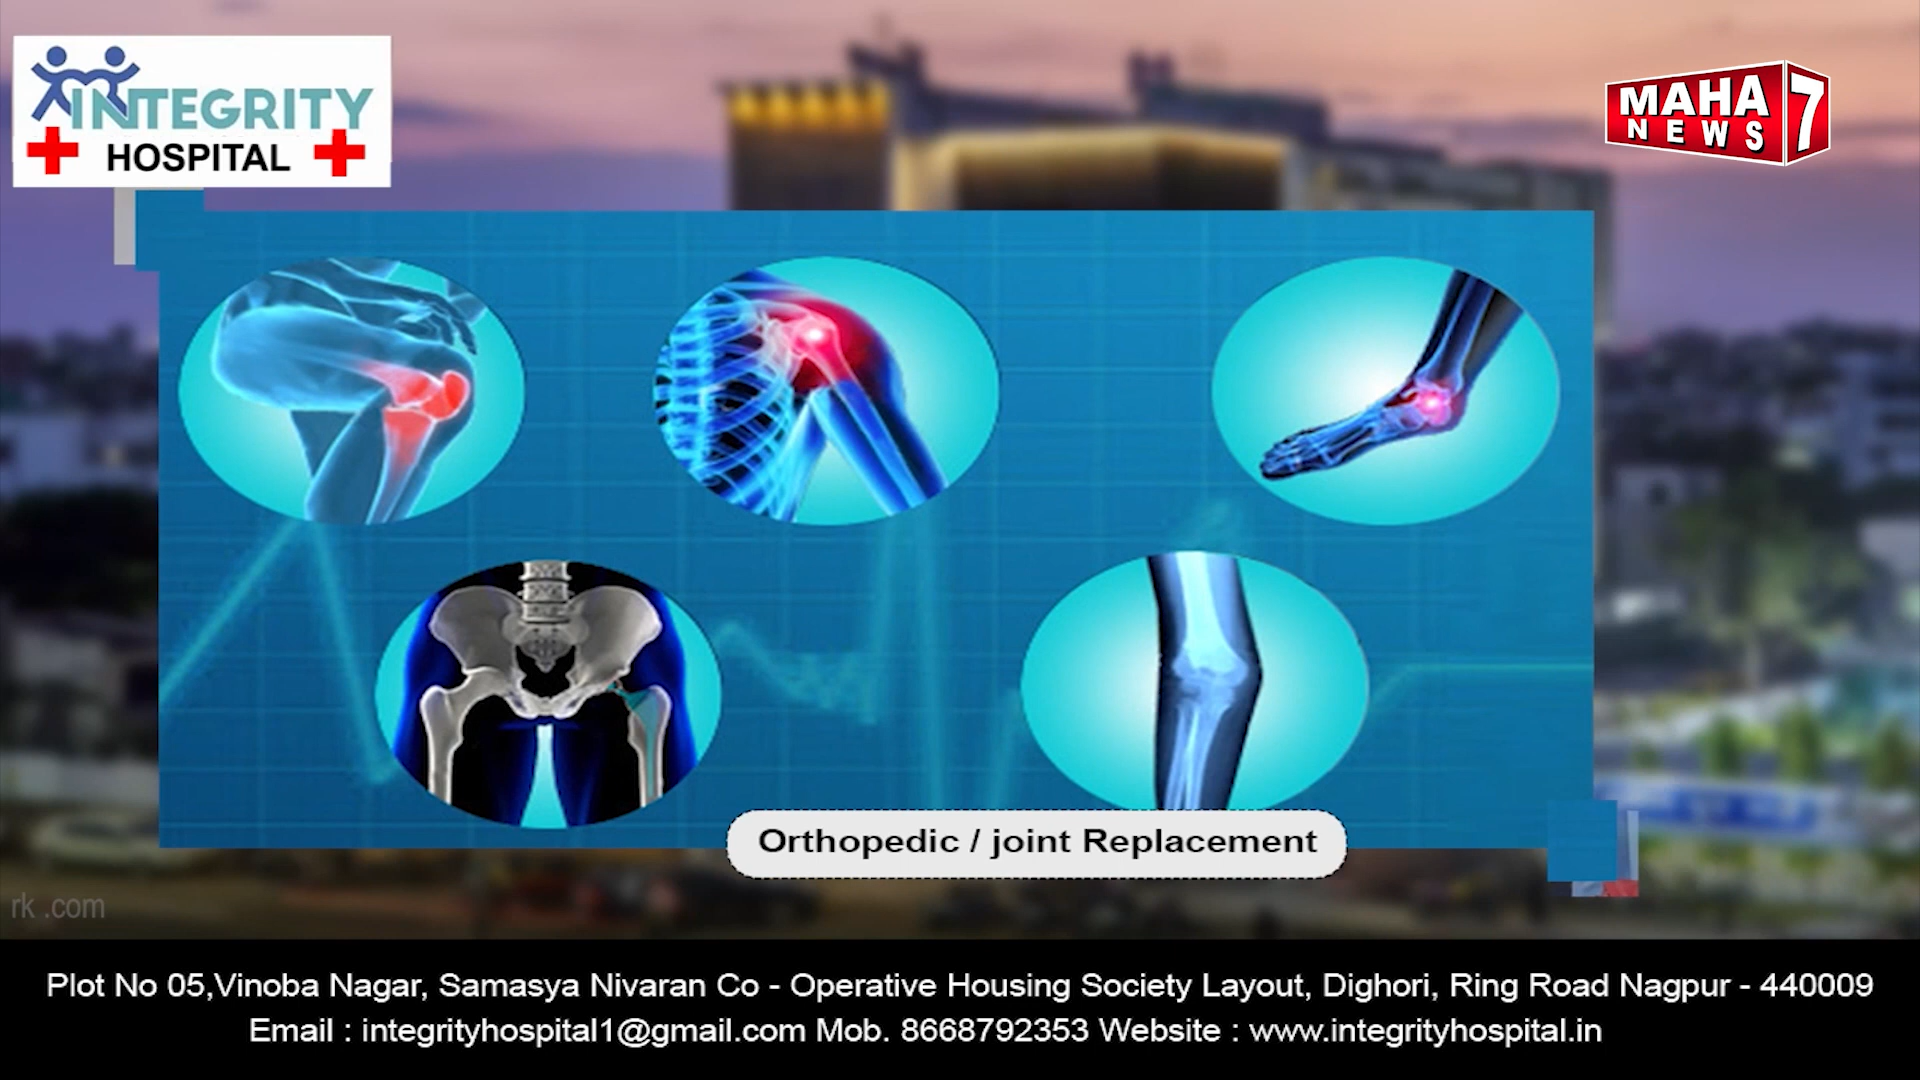 INTEGRITY
HOSPITAL
MAHA 7
NEWS
Orthopedic / joint Replacement
rk .com
Plot No 05,Vinoba Nagar, Samasya Nivaran Co - Operative Housing Society Layout, Dighori, Ring Road Nagpur - 440009
Email : integrityhospital1@gmail.com Mob. 8668792353 Website : www.integrityhospital.in